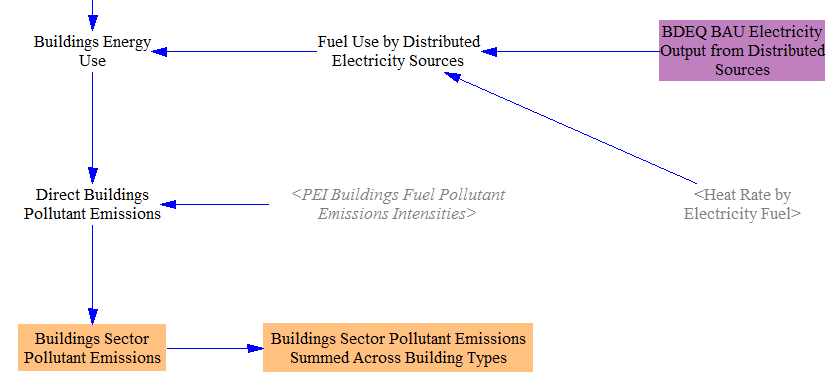 Buildings Energy
Use
Fuel Use by Distributed
Electricity Sources
BDEQ BAU Electricity
Output from Distributed
Sources
Direct Buildings
Pollutant Emissions
<PEI Buildings Fuel Pollutant
Emissions Intensities>
<Heat Rate by
Electricity Fuel>
Buildings Sector
Pollutant Emissions
Buildings Sector Pollutant Emissions
Summed Across Building Types